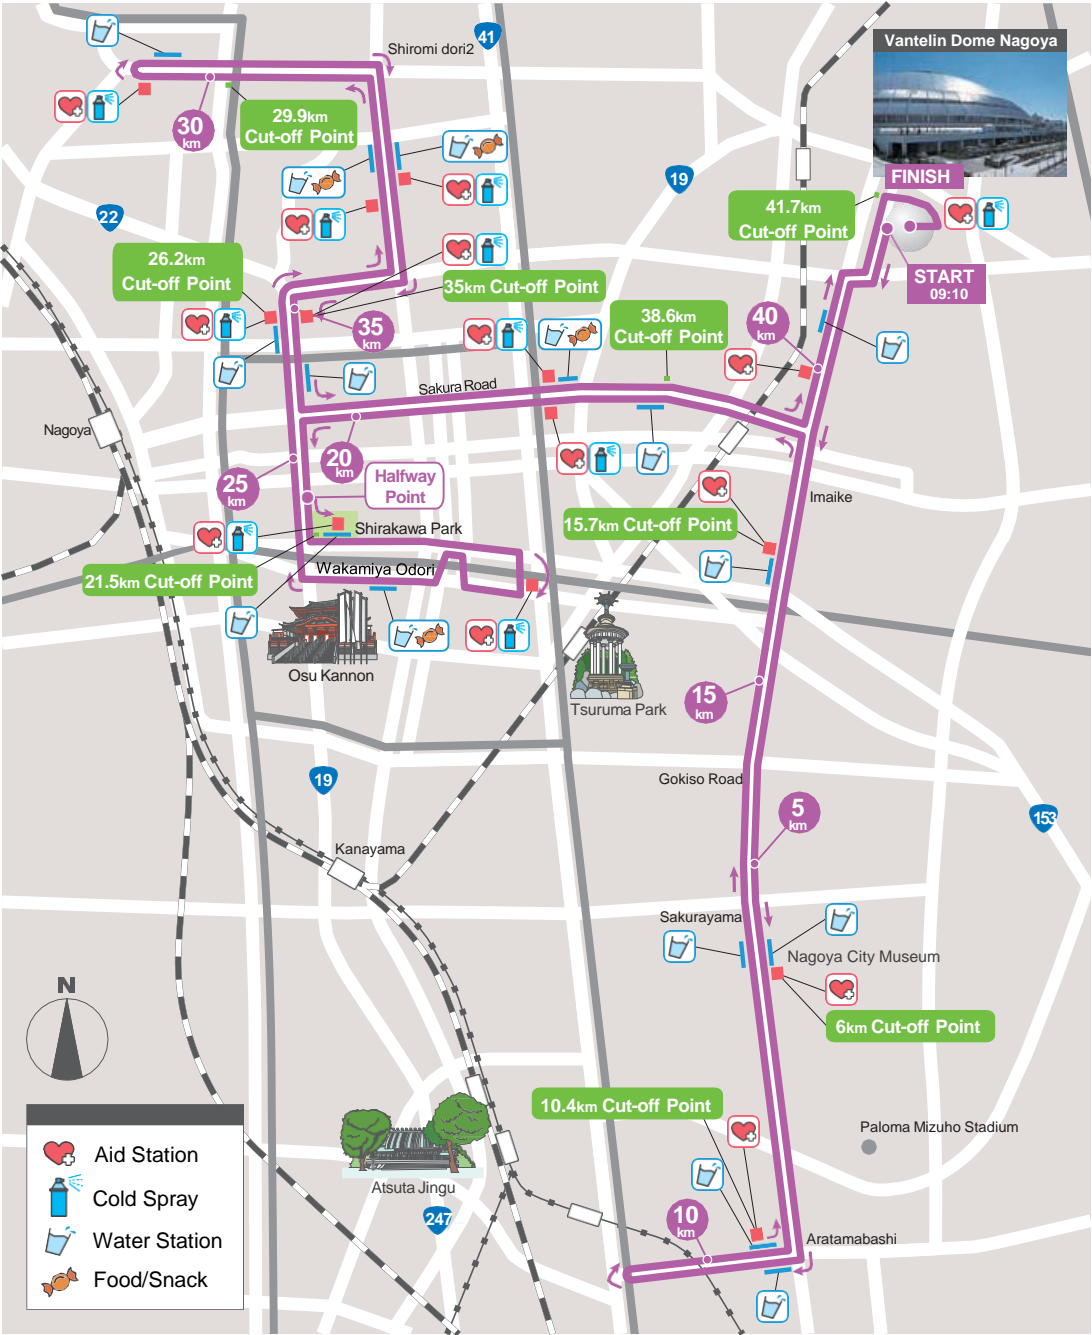 Shiromi dori2
41
Vantelin Dome Nagoya
29.9km
Cut-off Point
30
km
FINISH
19
41.7km
Cut-off Point
22
26.2km
Cut-off Point
START
09:10
35km Cut-off Point
38.6km
Cut-off Point
40
km
35
km
Sakura Road
Nagoya
20
km
25
km
Halfway
Point
Imaike
15.7km Cut-off Point
Shirakawa Park
Wakamiya Odori
21.5km Cut-off Point
Osu Kannon
Tsuruma Park
15
km
Gokiso Road
19
5
km
153
Kanayama
Sakurayama
Nagoya City Museum
6km Cut-off Point
N
10.4km Cut-off Point
Paloma Mizuho Stadium
Aid Station
Cold Spray
Water Station
Food/Snack
Atsuta Jingu
247
10
km
Aratamabashi